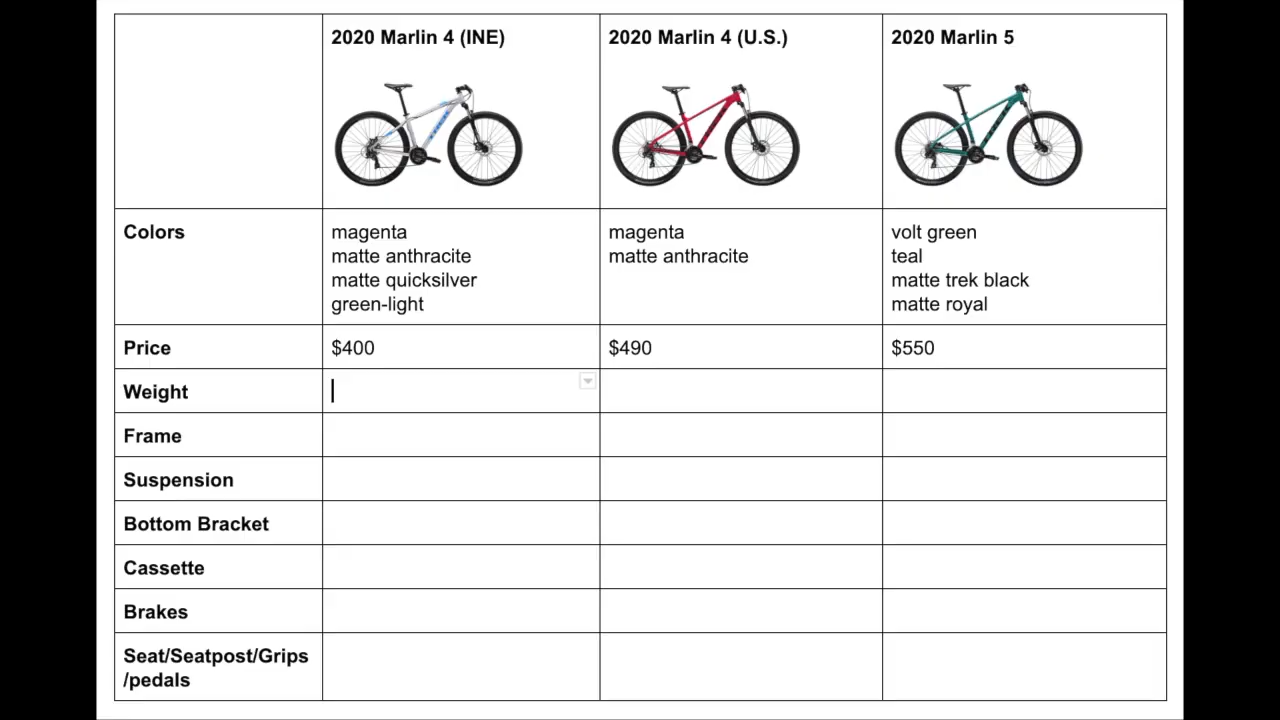 2020 Marlin 4 (INE)
2020 Marlin 4 (U.S.)
2020 Marlin 5
Colors
magenta
matte anthracite
matte quicksilver
green-light
magenta
matte anthracite
volt green
teal
matte trek black
matte royal
Price
$400
$490
$550
Weight
Frame
Suspension
Bottom Bracket
Cassette
Brakes
Seat/Seatpost/Grips
/pedals